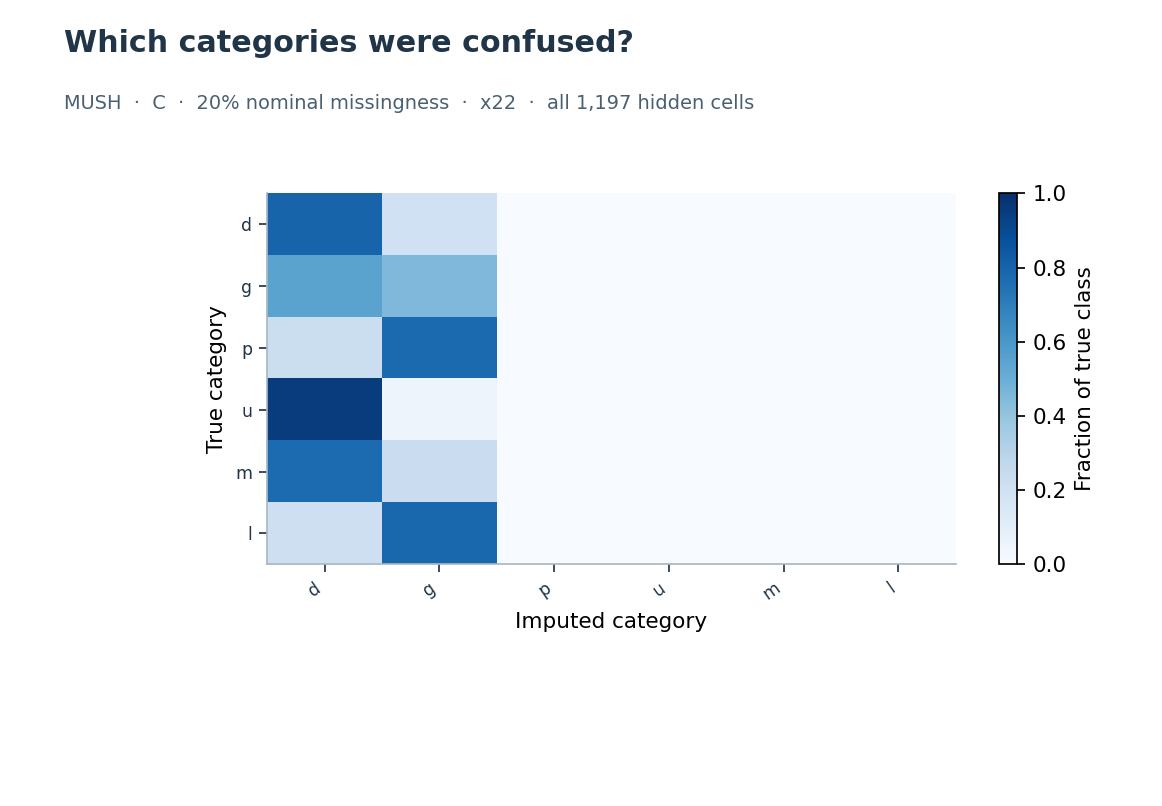 Which categories were confused?
MUSH · C · 20% nominal missingness · x22 · all 1,197 hidden cells
True category
d
g
p
u
m
l
d g p u m l
Imputed category
1.0
0.8
0.6
0.4
0.2
0.0
Fraction of true class